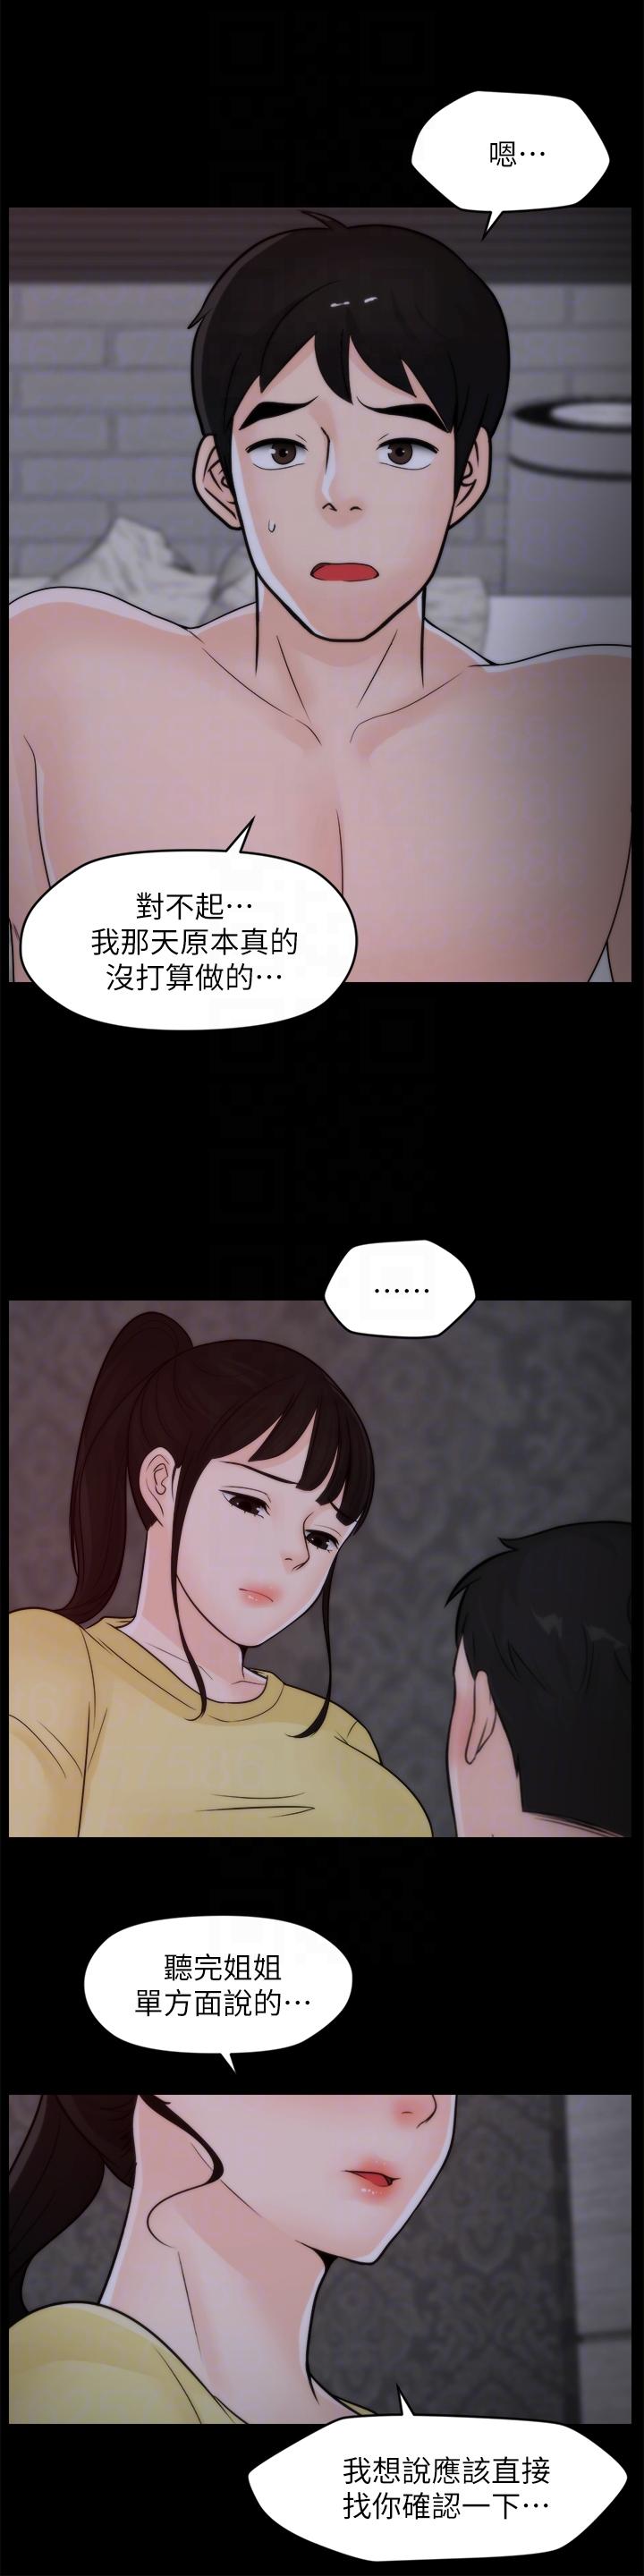 嗯⋯
對不起⋯
我那天原本真的
沒打算做的⋯
⋯⋯
聽完姐姐
單方面說的⋯
我想說應該直接
找你確認一下⋯